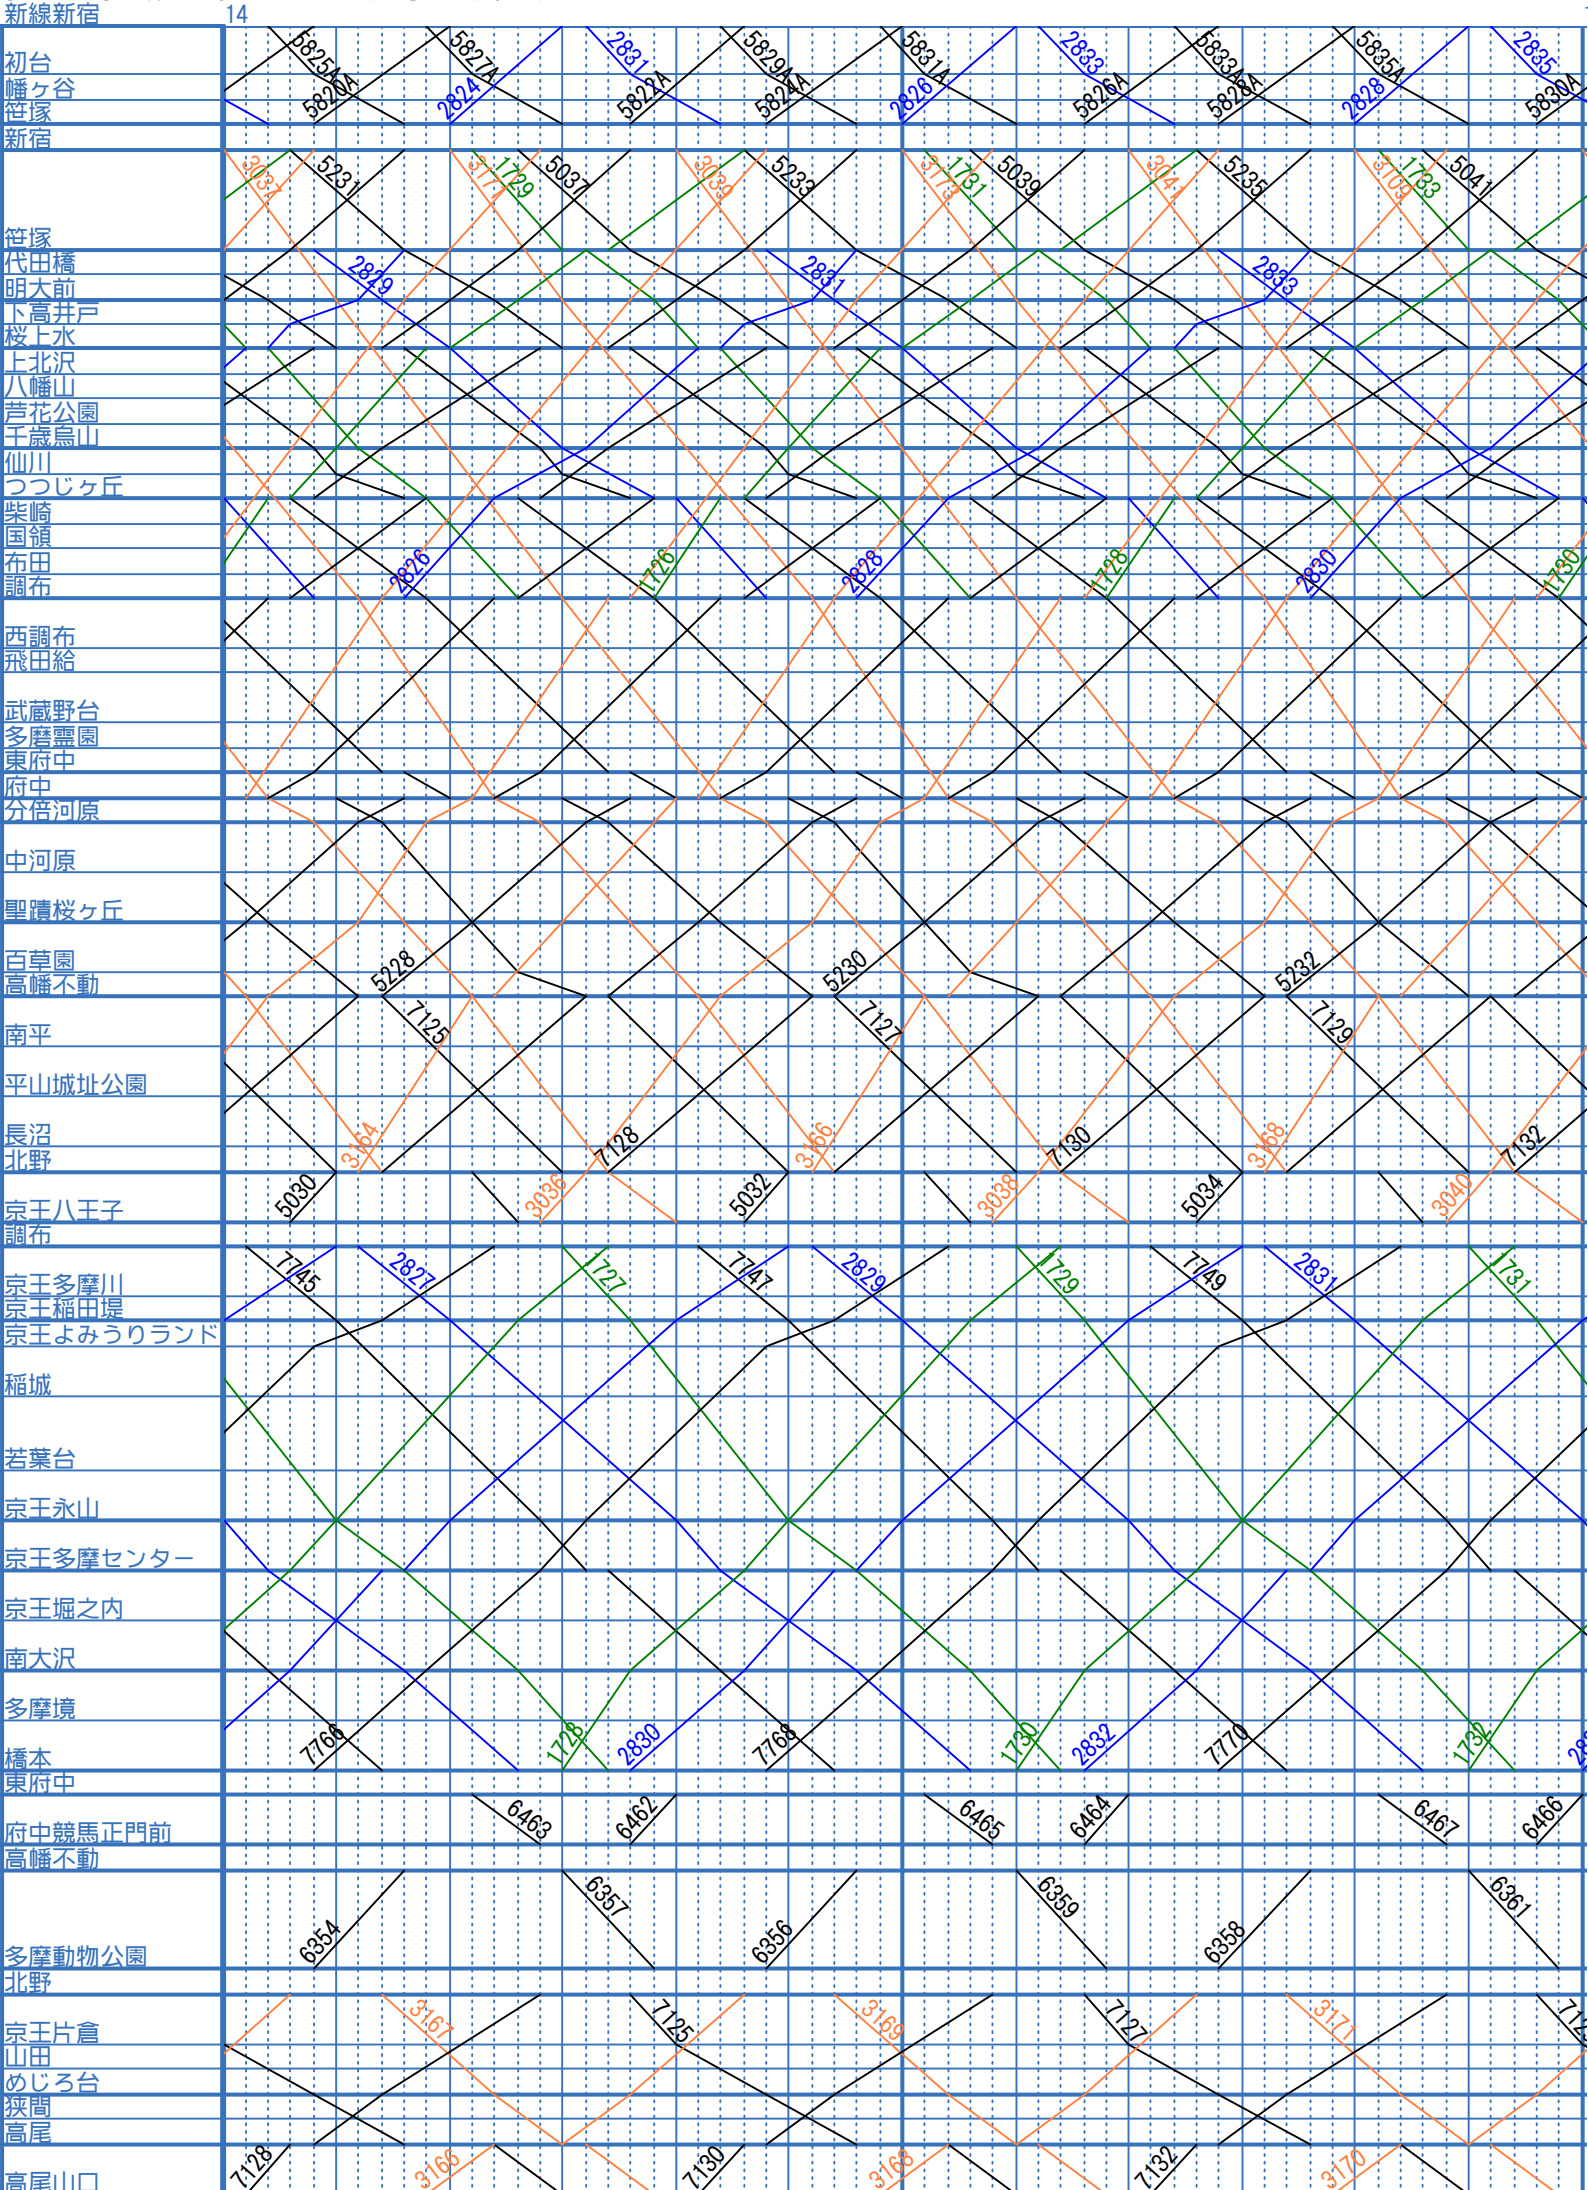 新線新宿 14
5825A 5827A 2831 5829A 5831A 2833 5833A 5835A 2835
初台
幡ヶ谷 5820A 2824 5822A 5824A 2826 5826A 5828A 2828 5830A
笹塚
新宿
3037 5231 3171 1729 5037 3039 5233 3173 1731 5039 3041 5235 3109 1733 5041
笹塚
代田橋 2829 2831 2833
明大前
下高井戸
桜上水
上北沢
八幡山
芦花公園
千歳烏山
仙川
つつじヶ丘
柴崎
国領
布田 2826 1726 2828 1728 2830 1730
調布
西調布
飛田給
武蔵野台
多磨霊園
東府中
府中
分倍河原
中河原
聖蹟桜ヶ丘
百草園 5228 5230 5232
高幡不動
南平 7125 7127 7129
平山城址公園
長沼 3164 7128 3166 7130 3168 7132
北野
京王八王子 5030 3036 5032 3038 5034 3040
調布
京王多摩川 7745 2827 1727 7747 2829 1729 7749 2831 1731
京王稲田堤
京王よみうりランド
稲城
若葉台
京王永山
京王多摩センター
京王堀之内
南大沢
多摩境
橋本 7766 1728 2830 7768 1730 2832 7770 1732
東府中
府中競馬正門前 6463 6462 6465 6464 6467 6466
高幡不動
6357 6359 6361
多摩動物公園 6354 6356 6358
北野
京王片倉 3167 7125 3169 7127 3171
山田
めじろ台
狭間
高尾
高尾山口 7128 3166 7130 3168 7132 3170